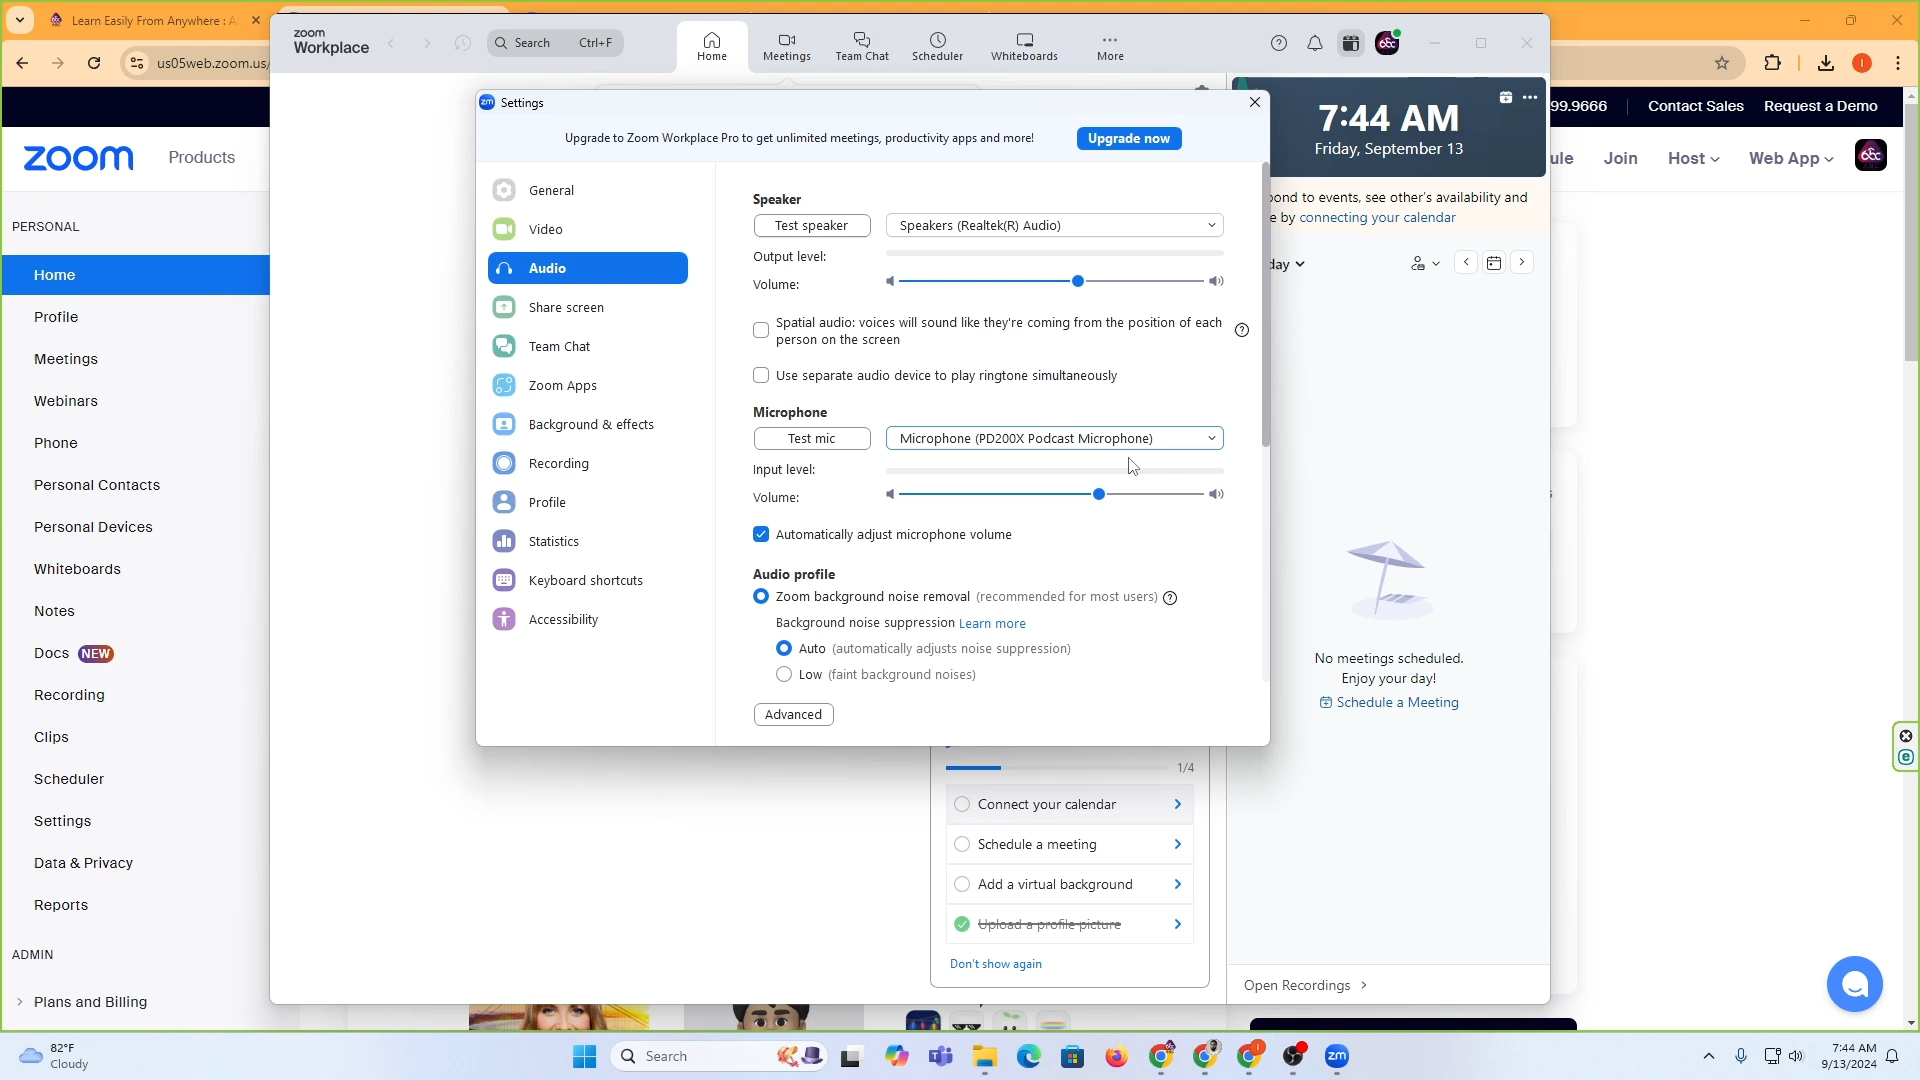 Learn Easily From Anywhere : A
zoom
Workplace
Search
Ctrl+F
Home
Meetings
Team Chat
Scheduler
Whiteboards
More
us05web.zoom.us/
99.9666
Contact Sales
Request a Demo
zoom
Products
ule
Join
Host
Web App
PERSONAL
Home
Profile
Meetings
Webinars
Phone
Personal Contacts
Personal Devices
Whiteboards
Notes
Docs NEW
Recording
Clips
Scheduler
Settings
Data & Privacy
Reports
ADMIN
Plans and Billing
zm Settings
Upgrade to Zoom Workplace Pro to get unlimited meetings, productivity apps and more!
Upgrade now
General
Video
Audio
Share screen
Team Chat
Zoom Apps
Background & effects
Recording
Profile
Statistics
Keyboard shortcuts
Accessibility
Speaker
Test speaker
Speakers (Realtek(R) Audio)
Output level:
Volume:
Spatial audio: voices will sound like they're coming from the position of each
person on the screen
Use separate audio device to play ringtone simultaneously
Microphone
Test mic
Microphone (PD200X Podcast Microphone)
Input level:
Volume:
Automatically adjust microphone volume
Audio profile
Zoom background noise removal (recommended for most users)
Background noise suppression Learn more
Auto (automatically adjusts noise suppression)
Low (faint background noises)
Advanced
7:44 AM
Friday, September 13
ond to events, see other's availability and
e by connecting your calendar
day
No meetings scheduled.
Enjoy your day!
Schedule a Meeting
Open Recordings
1/4
Connect your calendar
Schedule a meeting
Add a virtual background
Upload a profile picture
Don't show again
82°F
Cloudy
Search
zm
7:44 AM
9/13/2024